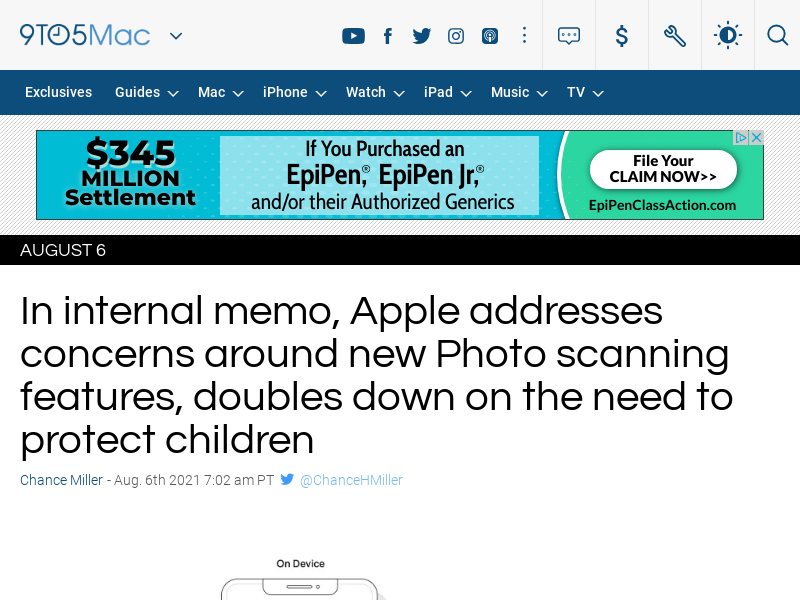 9TO5Mac
Exclusives Guides Mac iPhone Watch iPad Music TV
$345
MILLION
Settlement
If You Purchased an
EpiPen,® EpiPen Jr,®
and/or their Authorized Generics
File Your
CLAIM NOW>>
EpiPenClassAction.com
AUGUST 6
In internal memo, Apple addresses
concerns around new Photo scanning
features, doubles down on the need to
protect children
Chance Miller - Aug. 6th 2021 7:02 am PT @ChanceHMiller
On Device